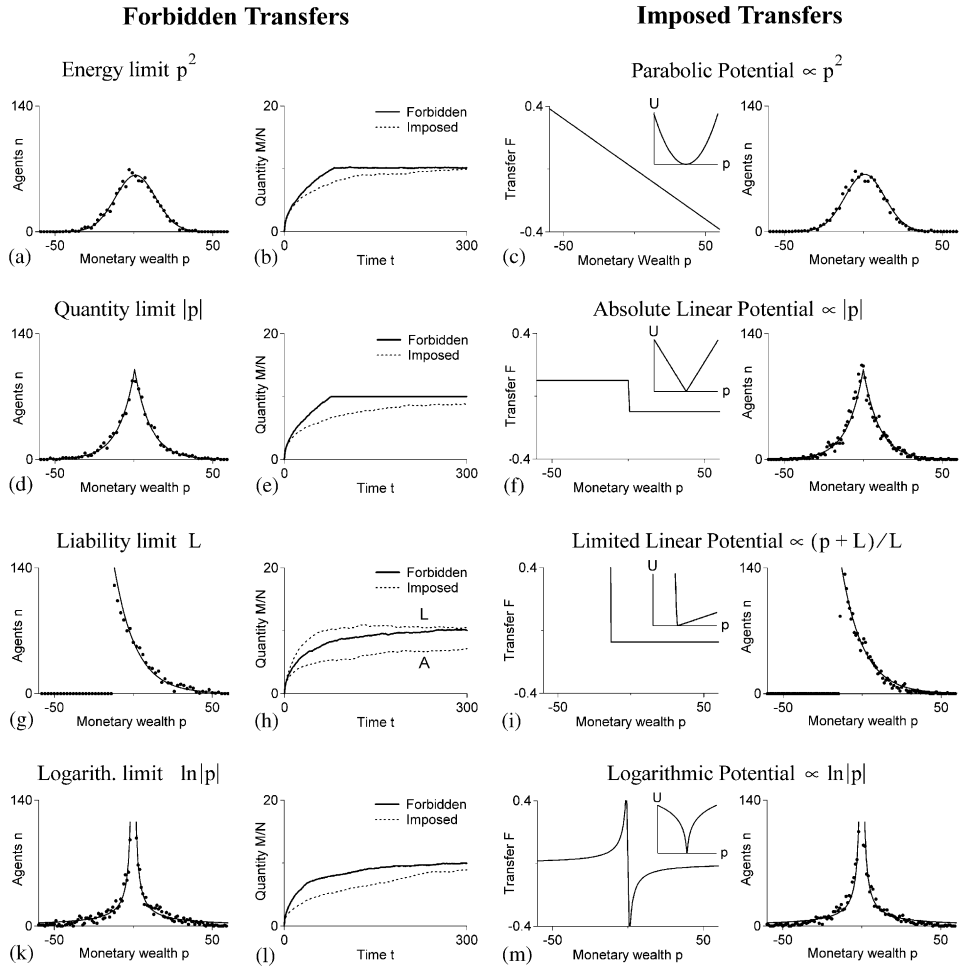 Forbidden Transfers
Imposed Transfers
Energy limit p²
Parabolic Potential ∝ p²
140
Agents n
0
-50
50
Monetary wealth p
(a)
20
Quantity M/N
10
0
0
300
Time t
Forbidden
Imposed
(b)
0.4
Transfer F
-0.4
-50
50
Monetary Wealth p
U
p
(c)
140
Agents n
0
-50
50
Monetary wealth p
Quantity limit |p|
Absolute Linear Potential ∝ |p|
140
Agents n
0
-50
50
Monetary wealth p
(d)
20
Quantity M/N
10
0
0
300
Time t
Forbidden
Imposed
(e)
0.4
Transfer F
-0.4
-50
50
Monetary wealth p
U
p
(f)
140
Agents n
0
-50
50
Monetary wealth p
Liability limit L
Limited Linear Potential ∝ (p + L)/L
140
Agents n
0
-50
50
Monetary wealth p
(g)
20
Quantity M/N
10
0
0
300
Time t
Forbidden
Imposed
L
A
(h)
0.4
Transfer F
-0.4
-50
50
Monetary wealth p
U
p
(i)
140
Agents n
0
-50
50
Monetary wealth p
Logarith. limit ln|p|
Logarithmic Potential ∝ ln|p|
140
Agents n
0
-50
50
Monetary wealth p
(k)
20
Quantity M/N
10
0
0
300
Time t
Forbidden
Imposed
(l)
0.4
Transfer F
-0.4
-50
50
Monetary wealth p
U
p
(m)
140
Agents n
0
-50
50
Monetary wealth p